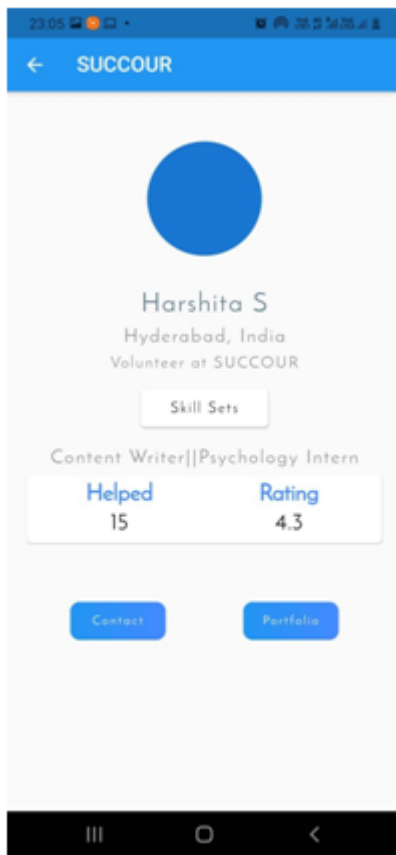 23:05
SUCCOUR
Harshita S
Hyderabad, India
Volunteer at SUCCOUR
Skill Sets
Content Writer||Psychology Intern
Helped Rating
15 4.3
Contact Portfolio